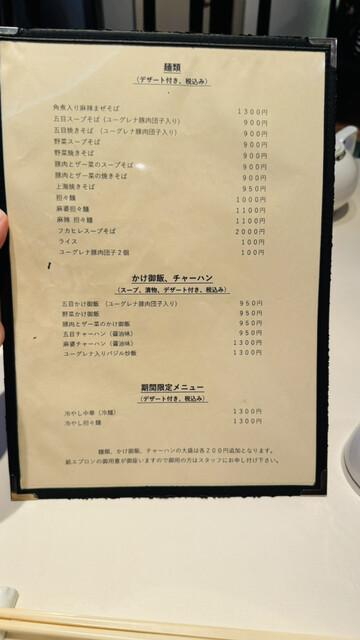 麺類
(デザート付き、税込み)
角煮入り麻辣まぜそば 1300円
五目スープそば (ユーグレナ豚肉団子入り) 900円
五目焼きそば (ユーグレナ豚肉団子入り) 900円
野菜スープそば 900円
野菜焼きそば 900円
豚肉とザー菜のスープそば 900円
豚肉とザー菜の焼きそば 900円
上海焼きそば 950円
担々麺 1000円
麻婆担々麺 1100円
麻辣 担々麺 1100円
フカヒレスープそば 2000円
ライス 100円
ユーグレナ豚肉団子2個 100円
かけ御飯、チャーハン
(スープ、漬物、デザート付き、税込み)
五目かけ御飯 (ユーグレナ豚肉団子入り) 950円
野菜かけ御飯 950円
豚肉とザー菜のかけ御飯 950円
五目チャーハン (醤油味) 950円
麻婆チャーハン (醤油味) 1300円
ユーグレナ入りバジル炒飯 1300円
期間限定メニュー
(デザート付き、税込み)
冷やし中華 (冷麺) 1300円
冷やし担々麺 1300円
麺類、かけ御飯、チャーハンの大盛は各200円追加となります。
紙エプロンの御用意が御座いますので御用の方はスタッフにお申し付け下さい。